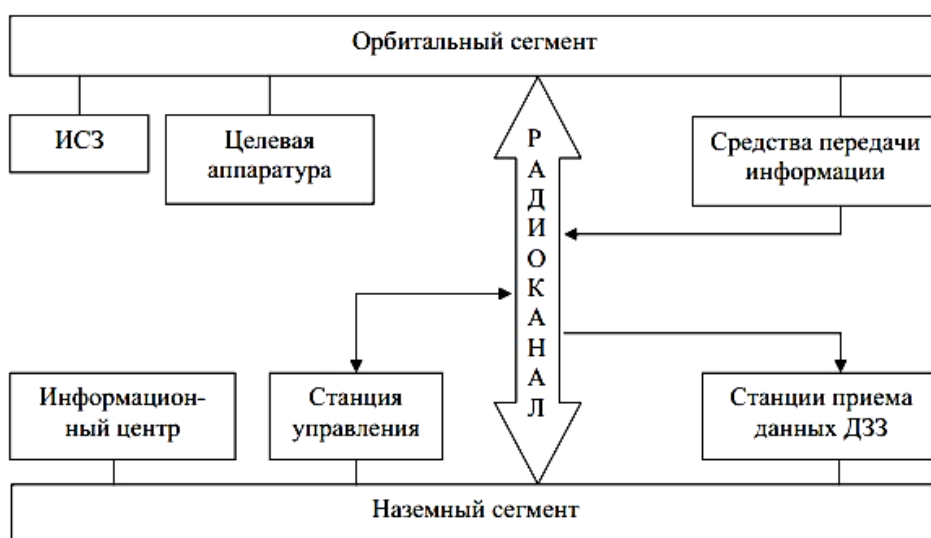 Орбитальный сегмент
ИСЗ
Целевая
аппаратура
РАДИОКАНАЛ
Средства передачи
информации
Информацион-
ный центр
Станция
управления
Станции приема
данных ДЗЗ
Наземный сегмент